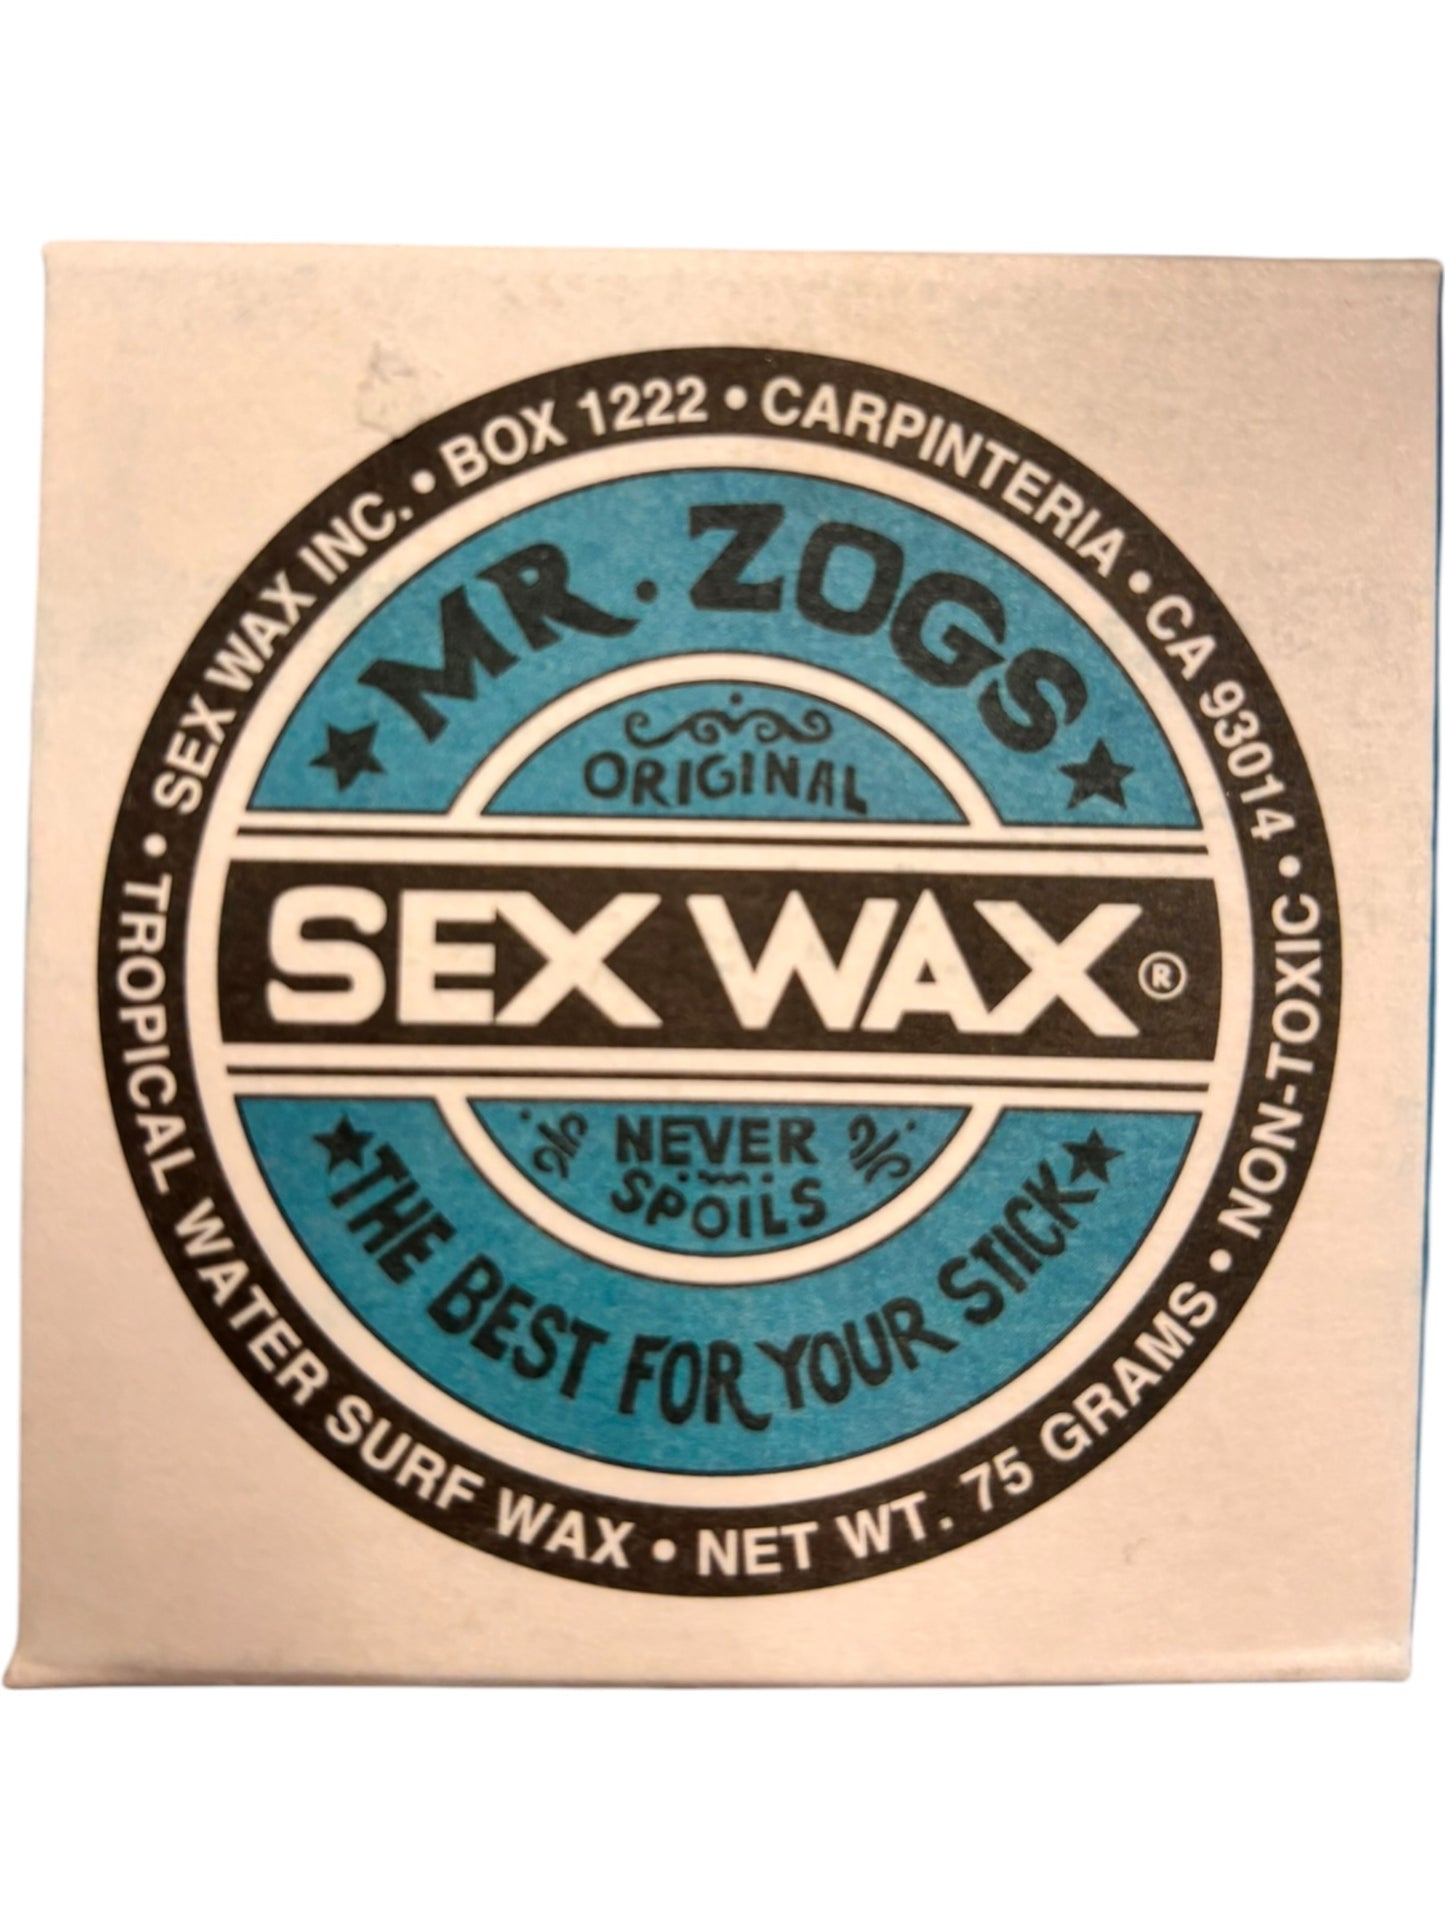 SEX WAX INC. • BOX 1222 • CARPINTERIA • CA 93014 • NON-TOXIC • 
MR. ZOGS
ORIGINAL
SEX WAX®
NEVER
SPOILS
THE BEST FOR YOUR STICK
TROPICAL WATER SURF WAX • NET WT. 75 GRAMS •